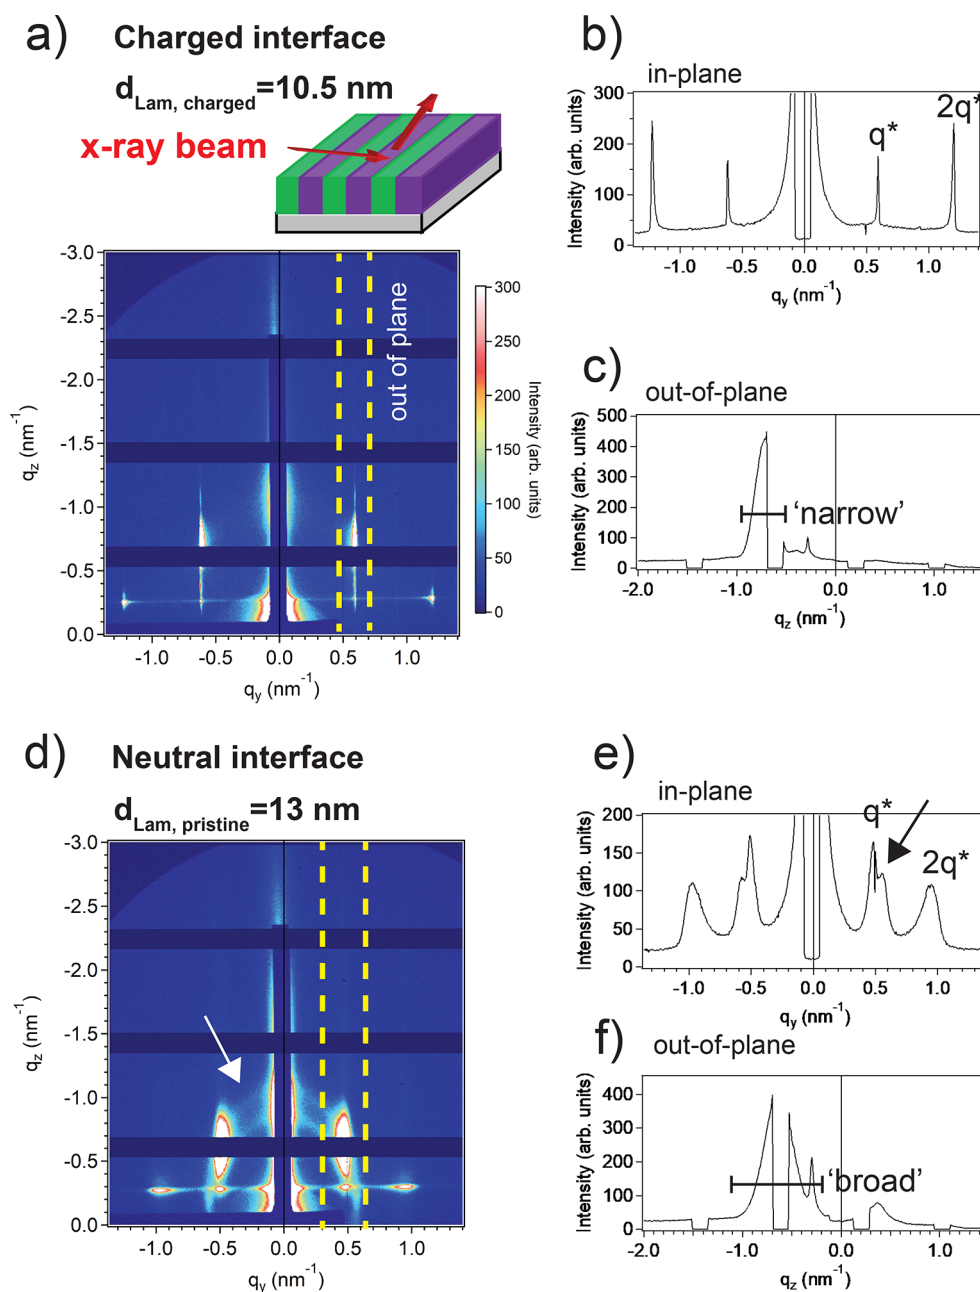 a)
Charged interface
d Lam, charged=10.5 nm
x-ray beam
-3.0
-2.5
-2.0
-1.5
-1.0
-0.5
0.0
qz (nm-1)
-1.0 -0.5 0.0 0.5 1.0
qy (nm-1)
out of plane
300
250
200
150
100
50
0
Intensity (arb. units)
b)
in-plane
300
200
100
0
Intensity (arb. units)
q*
2q*
-1.0 -0.5 0.0 0.5 1.0
qy (nm-1)
c)
out-of-plane
500
400
300
200
100
0
Intensity (arb. units)
'narrow'
-2.0 -1.5 -1.0 -0.5 0.0 0.5 1.0
qz (nm-1)
d)
Neutral interface
d Lam, pristine=13 nm
-3.0
-2.5
-2.0
-1.5
-1.0
-0.5
0.0
qz (nm-1)
-1.0 -0.5 0.0 0.5 1.0
qy (nm-1)
e)
in-plane
200
150
100
50
0
Intensity (arb. units)
q*
2q*
-1.0 -0.5 0.0 0.5 1.0
qy (nm-1)
f)
out-of-plane
400
300
200
100
0
Intensity (arb. units)
'broad'
-2.0 -1.0 0.0 1.0
qz (nm-1)